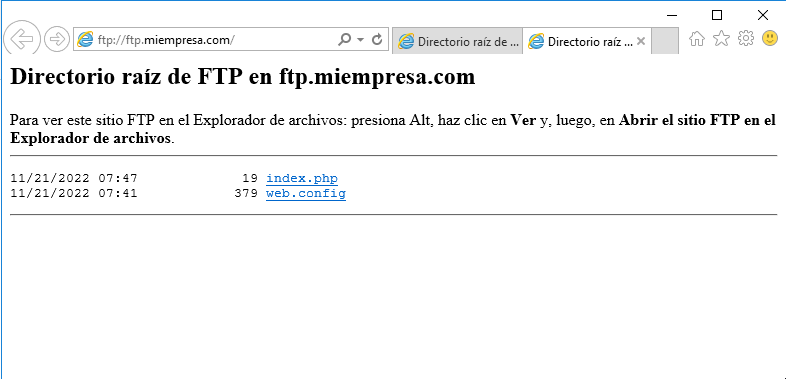 ftp://ftp.miempresa.com/
Directorio raíz de ...
Directorio raíz ...
Directorio raíz de FTP en ftp.miempresa.com
Para ver este sitio FTP en el Explorador de archivos: presiona Alt, haz clic en Ver y, luego, en Abrir el sitio FTP en el
Explorador de archivos.
11/21/2022 07:47 19 index.php
11/21/2022 07:41 379 web.config